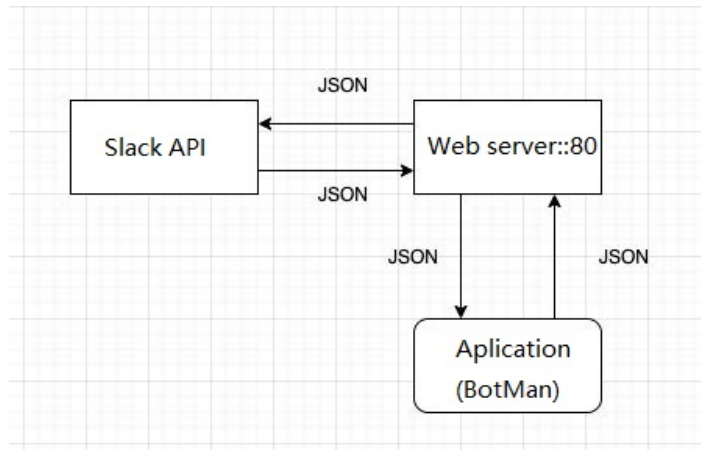 JSON
Slack API
Web server::80
JSON
JSON
JSON
Aplication
(BotMan)